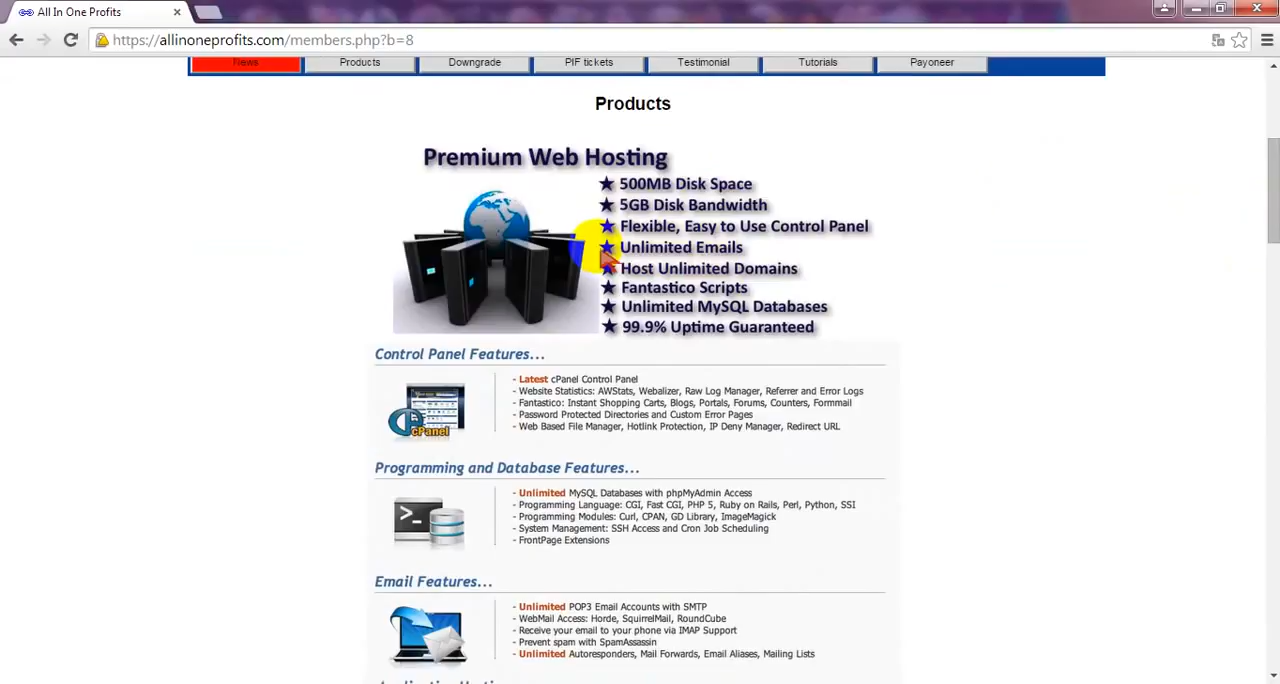 All In One Profits
https://allinoneprofits.com/members.php?b=8
News Products Downgrade PIF tickets Testimonial Tutorials Payoneer
Products
Premium Web Hosting
★ 500MB Disk Space
★ 5GB Disk Bandwidth
★ Flexible, Easy to Use Control Panel
★ Unlimited Emails
★ Host Unlimited Domains
★ Fantastico Scripts
★ Unlimited MySQL Databases
★ 99.9% Uptime Guaranteed
Control Panel Features...
- Latest cPanel Control Panel
- Website Statistics: AWStats, Webalizer, Raw Log Manager, Referrer and Error Logs
- Fantastico: Instant Shopping Carts, Blogs, Portals, Forums, Counters, Formmail
- Password Protected Directories and Custom Error Pages
- Web Based File Manager, Hotlink Protection, IP Deny Manager, Redirect URL
cPanel
Programming and Database Features...
- Unlimited MySQL Databases with phpMyAdmin Access
- Programming Language: CGI, Fast CGI, PHP 5, Ruby on Rails, Perl, Python, SSI
- Programming Modules: Curl, CPAN, GD Library, ImageMagick
- System Management: SSH Access and Cron Job Scheduling
- FrontPage Extensions
Email Features...
- Unlimited POP3 Email Accounts with SMTP
- WebMail Access: Horde, SquirrelMail, RoundCube
- Receive your email to your phone via IMAP Support
- Prevent spam with SpamAssassin
- Unlimited Autoresponders, Mail Forwards, Email Aliases, Mailing Lists